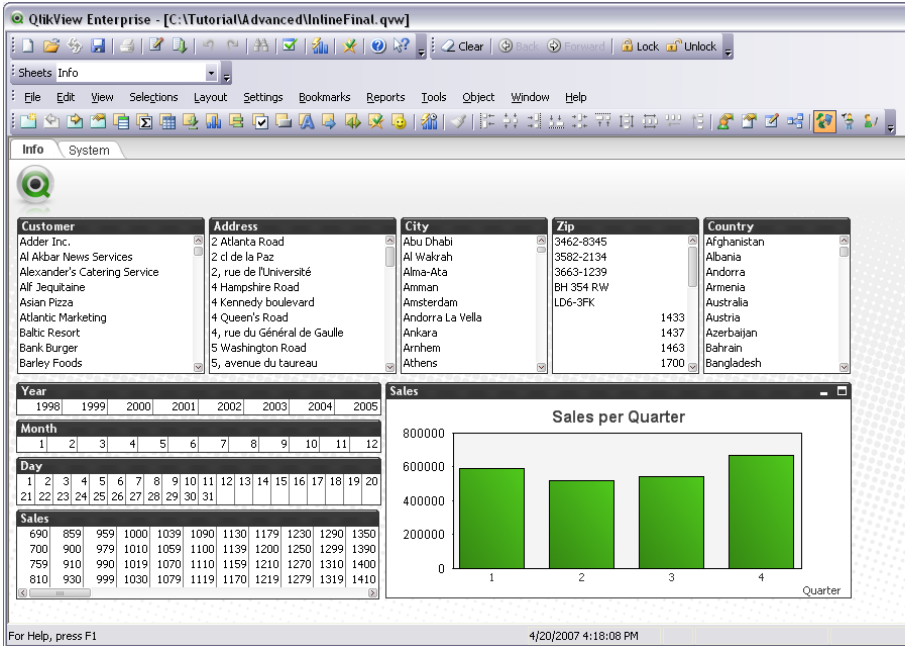 QlikView Enterprise - [C:\Tutorial\Advanced\InlineFinal.qvw]
Clear Back Forward Lock Unlock
Sheets Info
File Edit View Selections Layout Settings Bookmarks Reports Tools Object Window Help
Info System
Customer Address City Zip Country
Adder Inc. 2 Atlanta Road Abu Dhabi 3462-8345 Afghanistan
Al Akbar News Services 2 cl de la Paz Al Wakrah 3582-2134 Albania
Alexander's Catering Service 2, rue de l'Université Alma-Ata 3663-1239 Andorra
Alf Jequitaine 4 Hampshire Road Amman BH 354 RW Armenia
Asian Pizza 4 Kennedy boulevard Amsterdam LD6-3FK Australia
Atlantic Marketing 4 Queen's Road Andorra La Vella 1433 Austria
Baltic Resort 4, rue du Général de Gaulle Ankara 1437 Azerbaijan
Bank Burger 5 Washington Road Arnhem 1463 Bahrain
Barley Foods 5, avenue du taureau Athens 1700 Bangladesh
Year
1998 1999 2000 2001 2002 2003 2004 2005
Month
1 2 3 4 5 6 7 8 9 10 11 12
Day
1 2 3 4 5 6 7 8 9 10 11 12 13 14 15 16 17 18 19 20
21 22 23 24 25 26 27 28 29 30 31
Sales
690 859 959 1000 1039 1090 1130 1179 1230 1290 1350
700 900 979 1010 1059 1100 1139 1200 1250 1299 1390
759 910 990 1019 1070 1110 1159 1210 1270 1310 1400
810 930 999 1030 1079 1119 1170 1219 1279 1319 1410
Sales
Sales per Quarter
800000
600000
400000
200000
0
1 2 3 4
Quarter
For Help, press F1 4/20/2007 4:18:08 PM